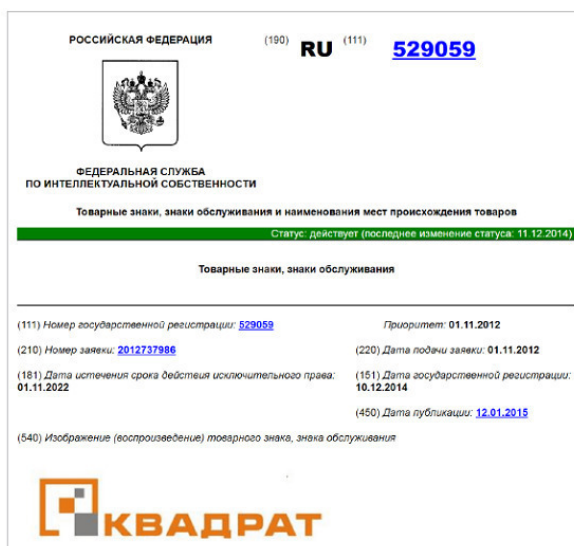 РОССИЙСКАЯ ФЕДЕРАЦИЯ
(190) RU (111) 529059
ФЕДЕРАЛЬНАЯ СЛУЖБА
ПО ИНТЕЛЛЕКТУАЛЬНОЙ СОБСТВЕННОСТИ
Товарные знаки, знаки обслуживания и наименования мест происхождения товаров
Статус: действует (последнее изменение статуса: 11.12.2014)
Товарные знаки, знаки обслуживания
(111) Номер государственной регистрации: 529059
Приоритет: 01.11.2012
(210) Номер заявки: 2012737986
(220) Дата подачи заявки: 01.11.2012
(181) Дата истечения срока действия исключительного права:
01.11.2022
(151) Дата государственной регистрации:
10.12.2014
(450) Дата публикации: 12.01.2015
(540) Изображение (воспроизведение) товарного знака, знака обслуживания
КВАДРАТ